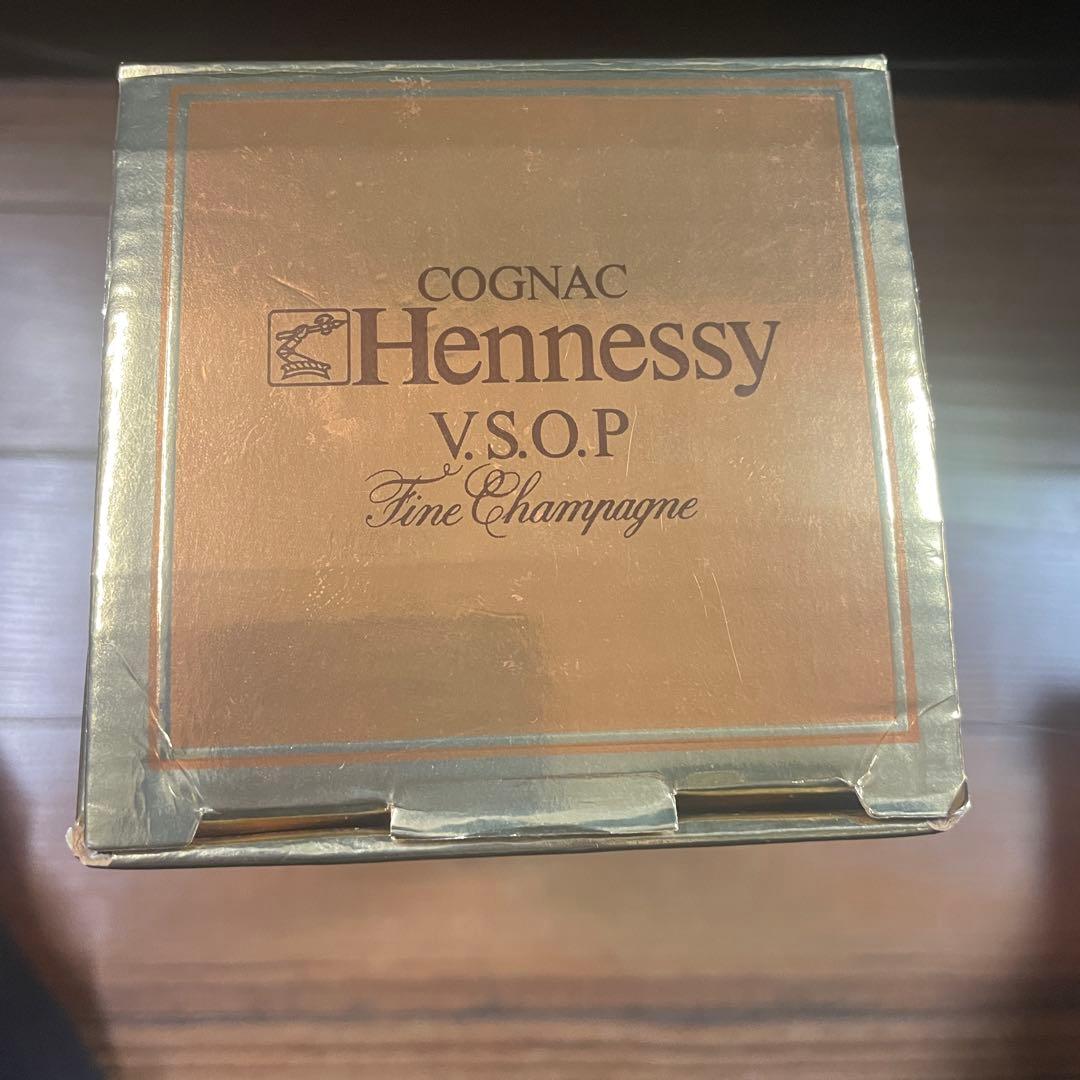 COGNAC
Hennessy
V.S.O.P
Fine Champagne